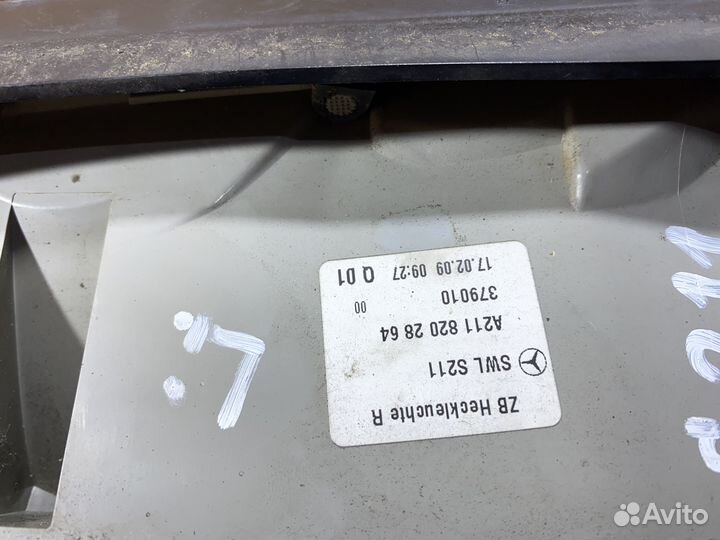 ZB Heckleuchte R
SWL S211
A211 820 28 64
379010 00
17.02.09 09:27 Q 01
Avito